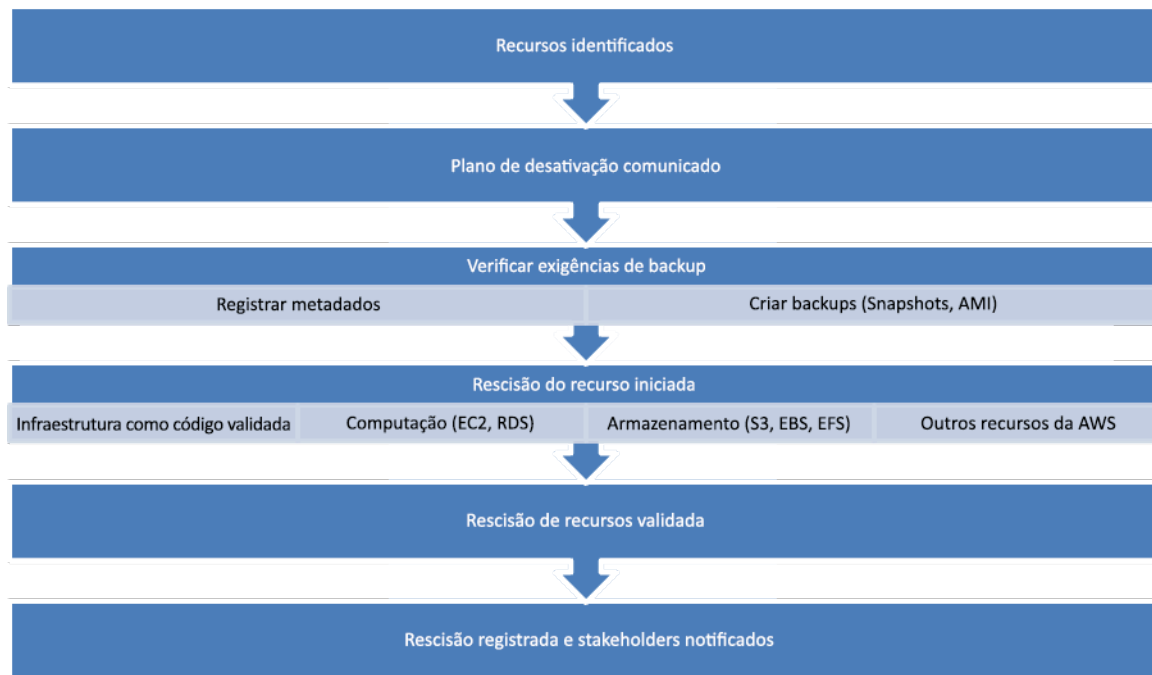 Recursos identificados
Plano de desativação comunicado
Verificar exigências de backup
Registrar metadados
Criar backups (Snapshots, AMI)
Rescisão do recurso iniciada
Infraestrutura como código validada
Computação (EC2, RDS)
Armazenamento (S3, EBS, EFS)
Outros recursos da AWS
Rescisão de recursos validada
Rescisão registrada e stakeholders notificados